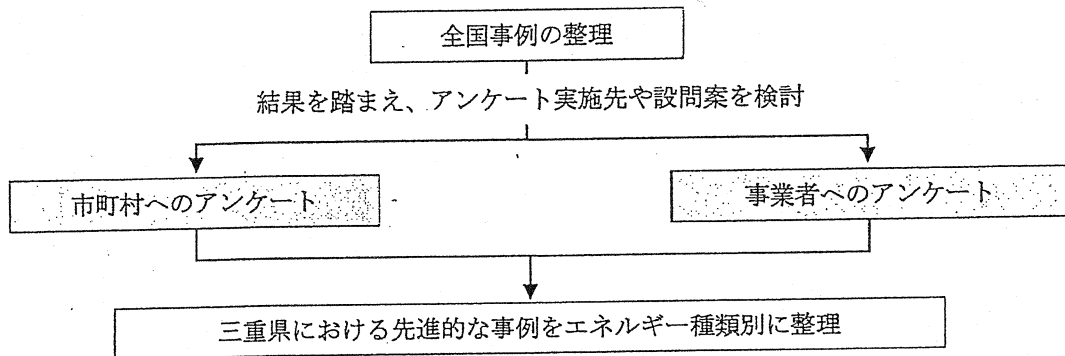 全国事例の整理
結果を踏まえ、アンケート実施先や設問案を検討
市町村へのアンケート
事業者へのアンケート
三重県における先進的な事例をエネルギー種類別に整理